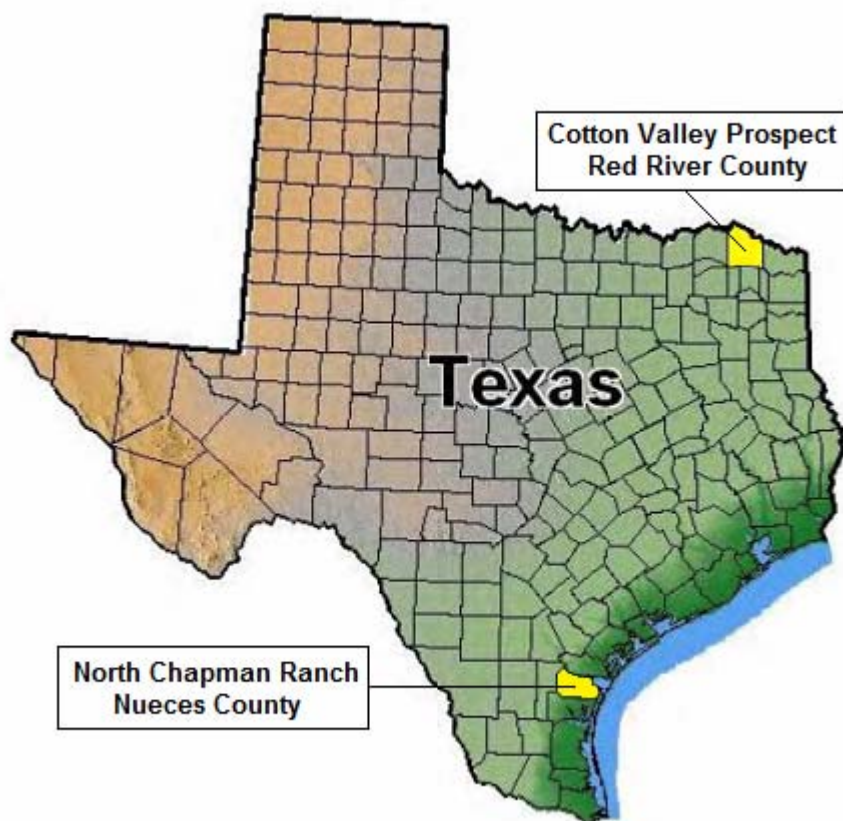 Cotton Valley Prospect
Red River County
Texas
North Chapman Ranch
Nueces County